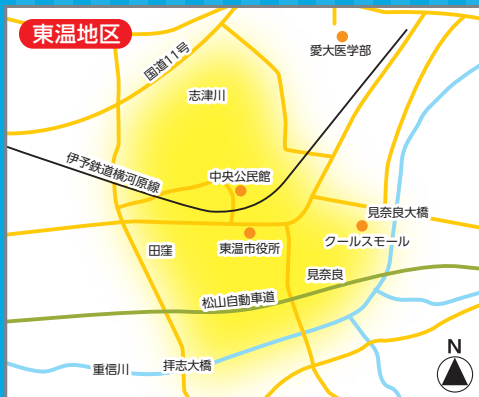 東温地区
愛大医学部
国道11号
志津川
伊予鉄道横河原線
中央公民館
見奈良大橋
クールスモール
田窪
東温市役所
見奈良
松山自動車道
重信川
拝志大橋
N